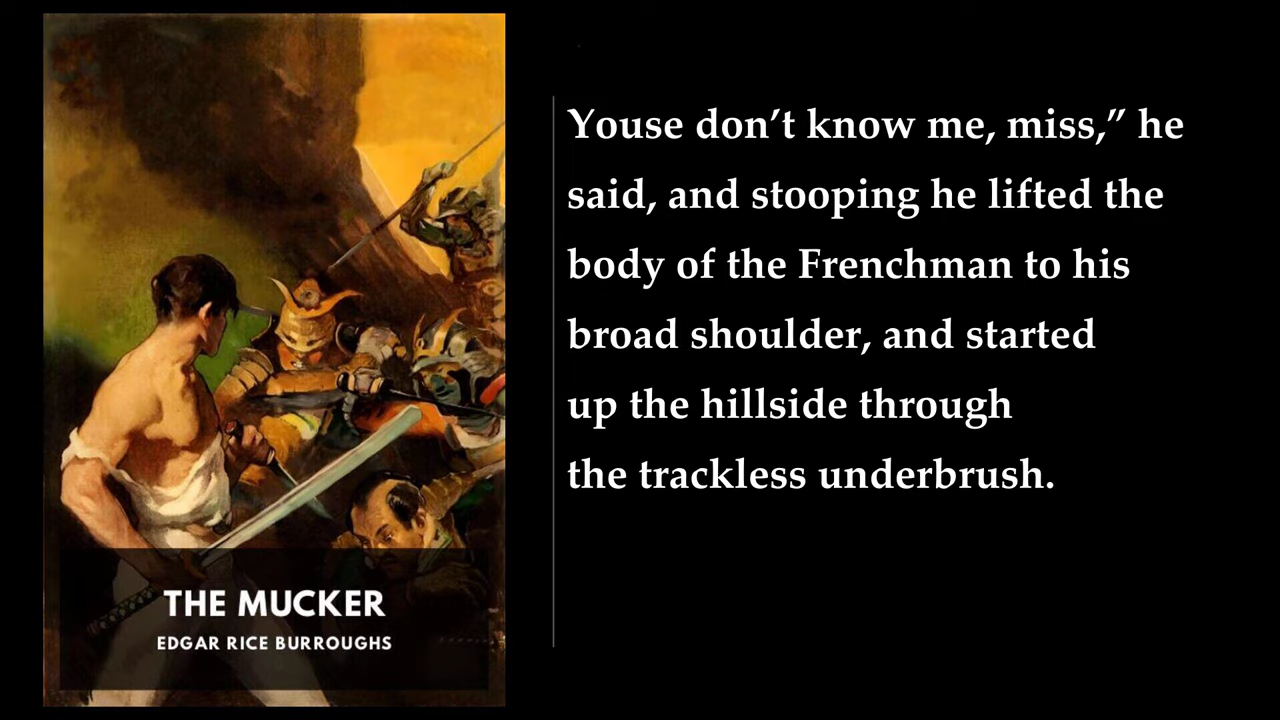 THE MUCKER
EDGAR RICE BURROUGHS
Youse don’t know me, miss,” he
said, and stooping he lifted the
body of the Frenchman to his
broad shoulder, and started
up the hillside through
the trackless underbrush.